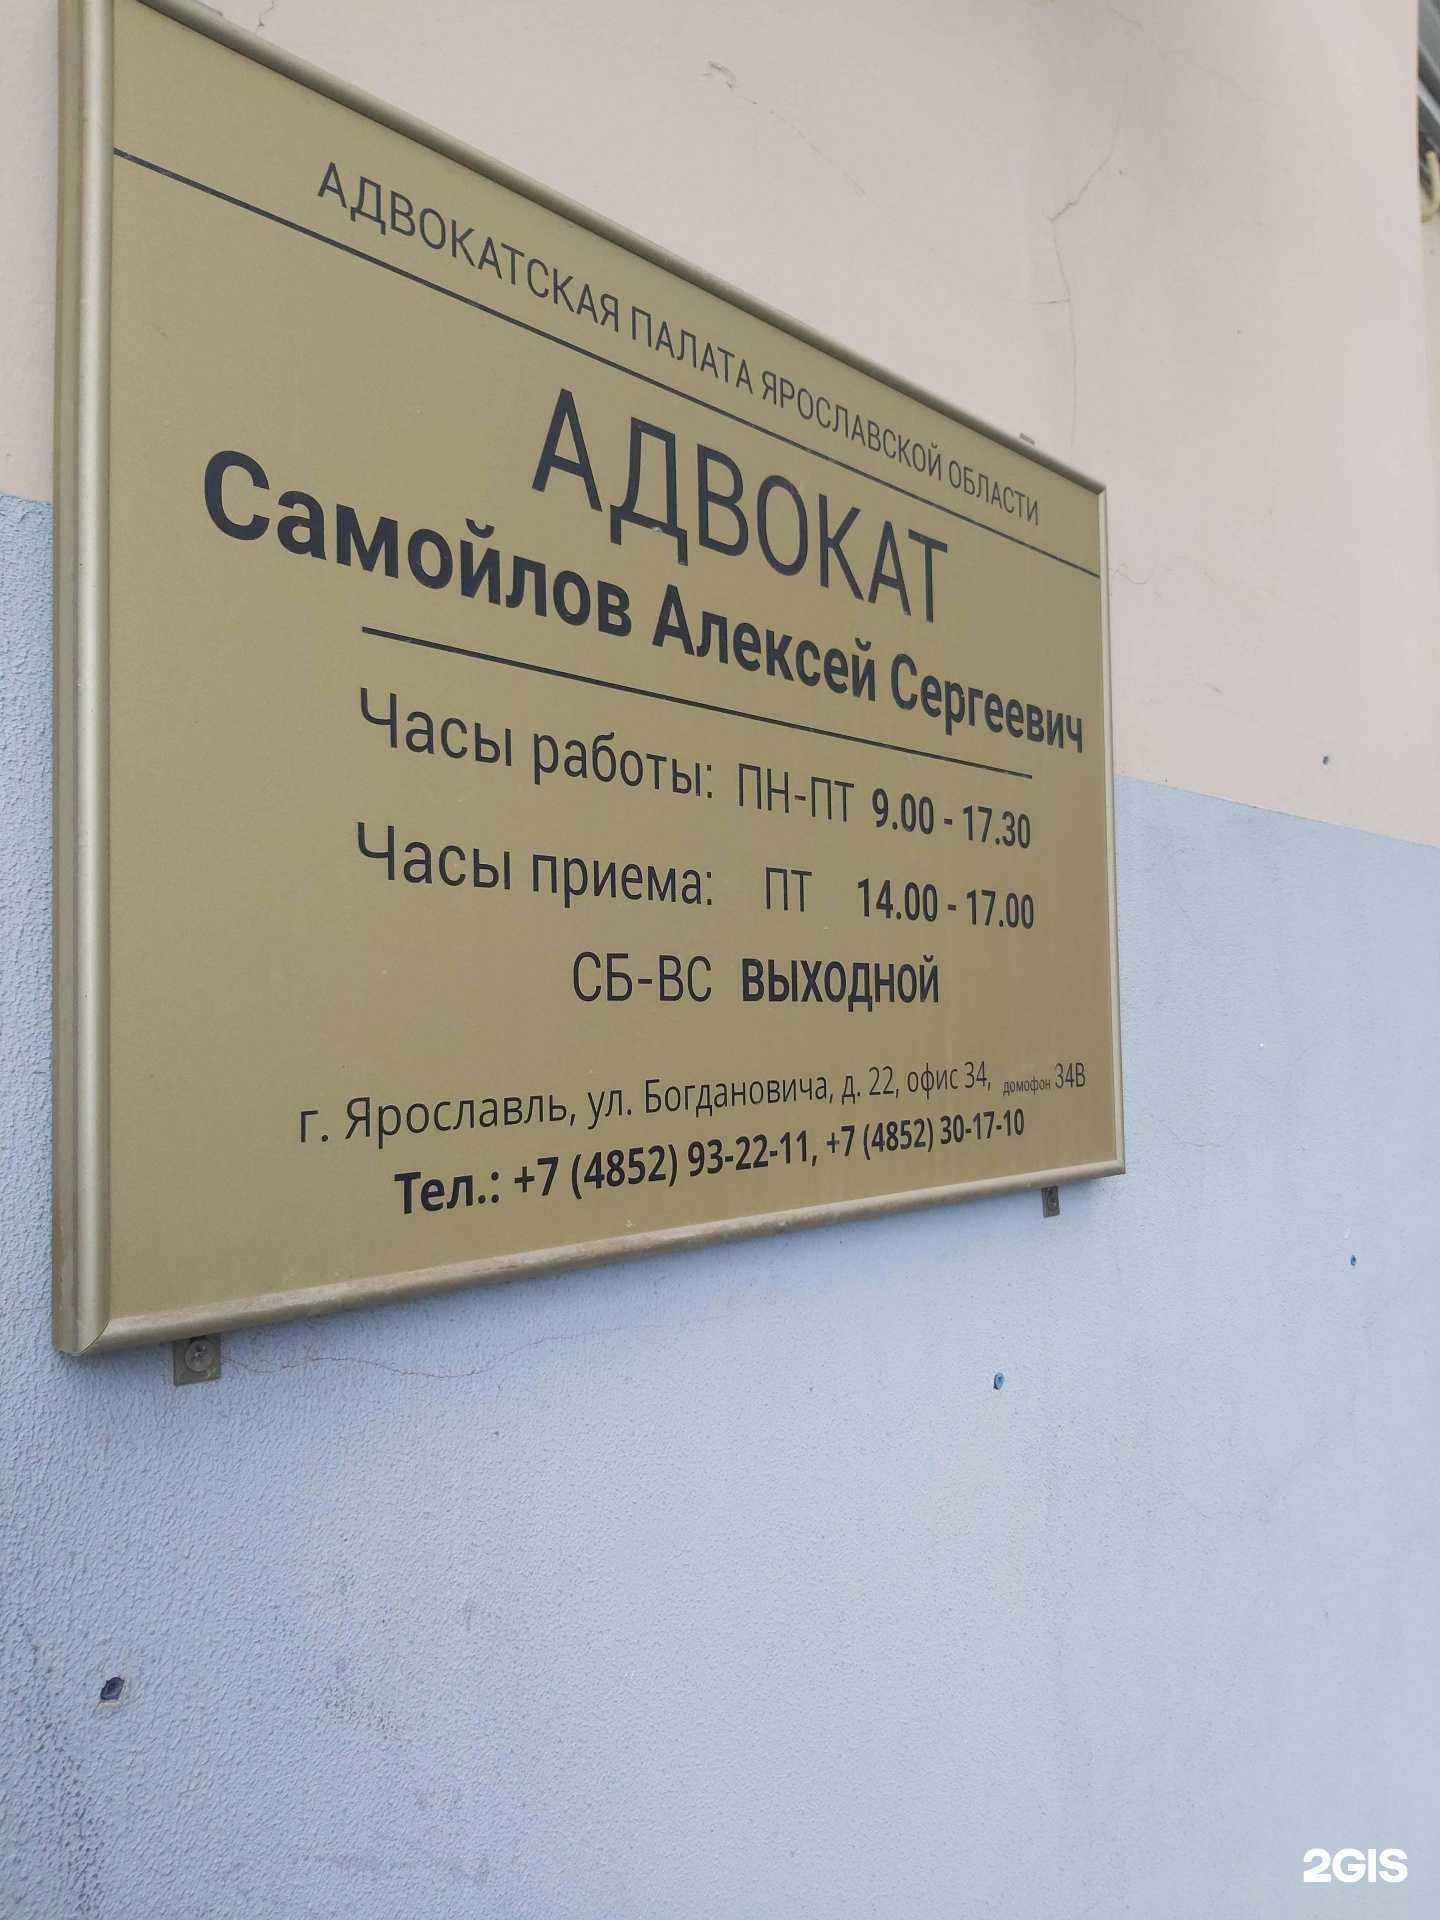 АДВОКАТСКАЯ ПАЛАТА ЯРОСЛАВСКОЙ ОБЛАСТИ
АДВОКАТ
Самойлов Алексей Сергеевич
Часы работы: ПН-ПТ 9.00 - 17.30
Часы приема: ПТ 14.00 - 17.00
СБ-ВС ВЫХОДНОЙ
г. Ярославль, ул. Богдановича, д. 22, офис 34, домофон 34В
Тел.: +7 (4852) 93-22-11, +7 (4852) 30-17-10
2GIS